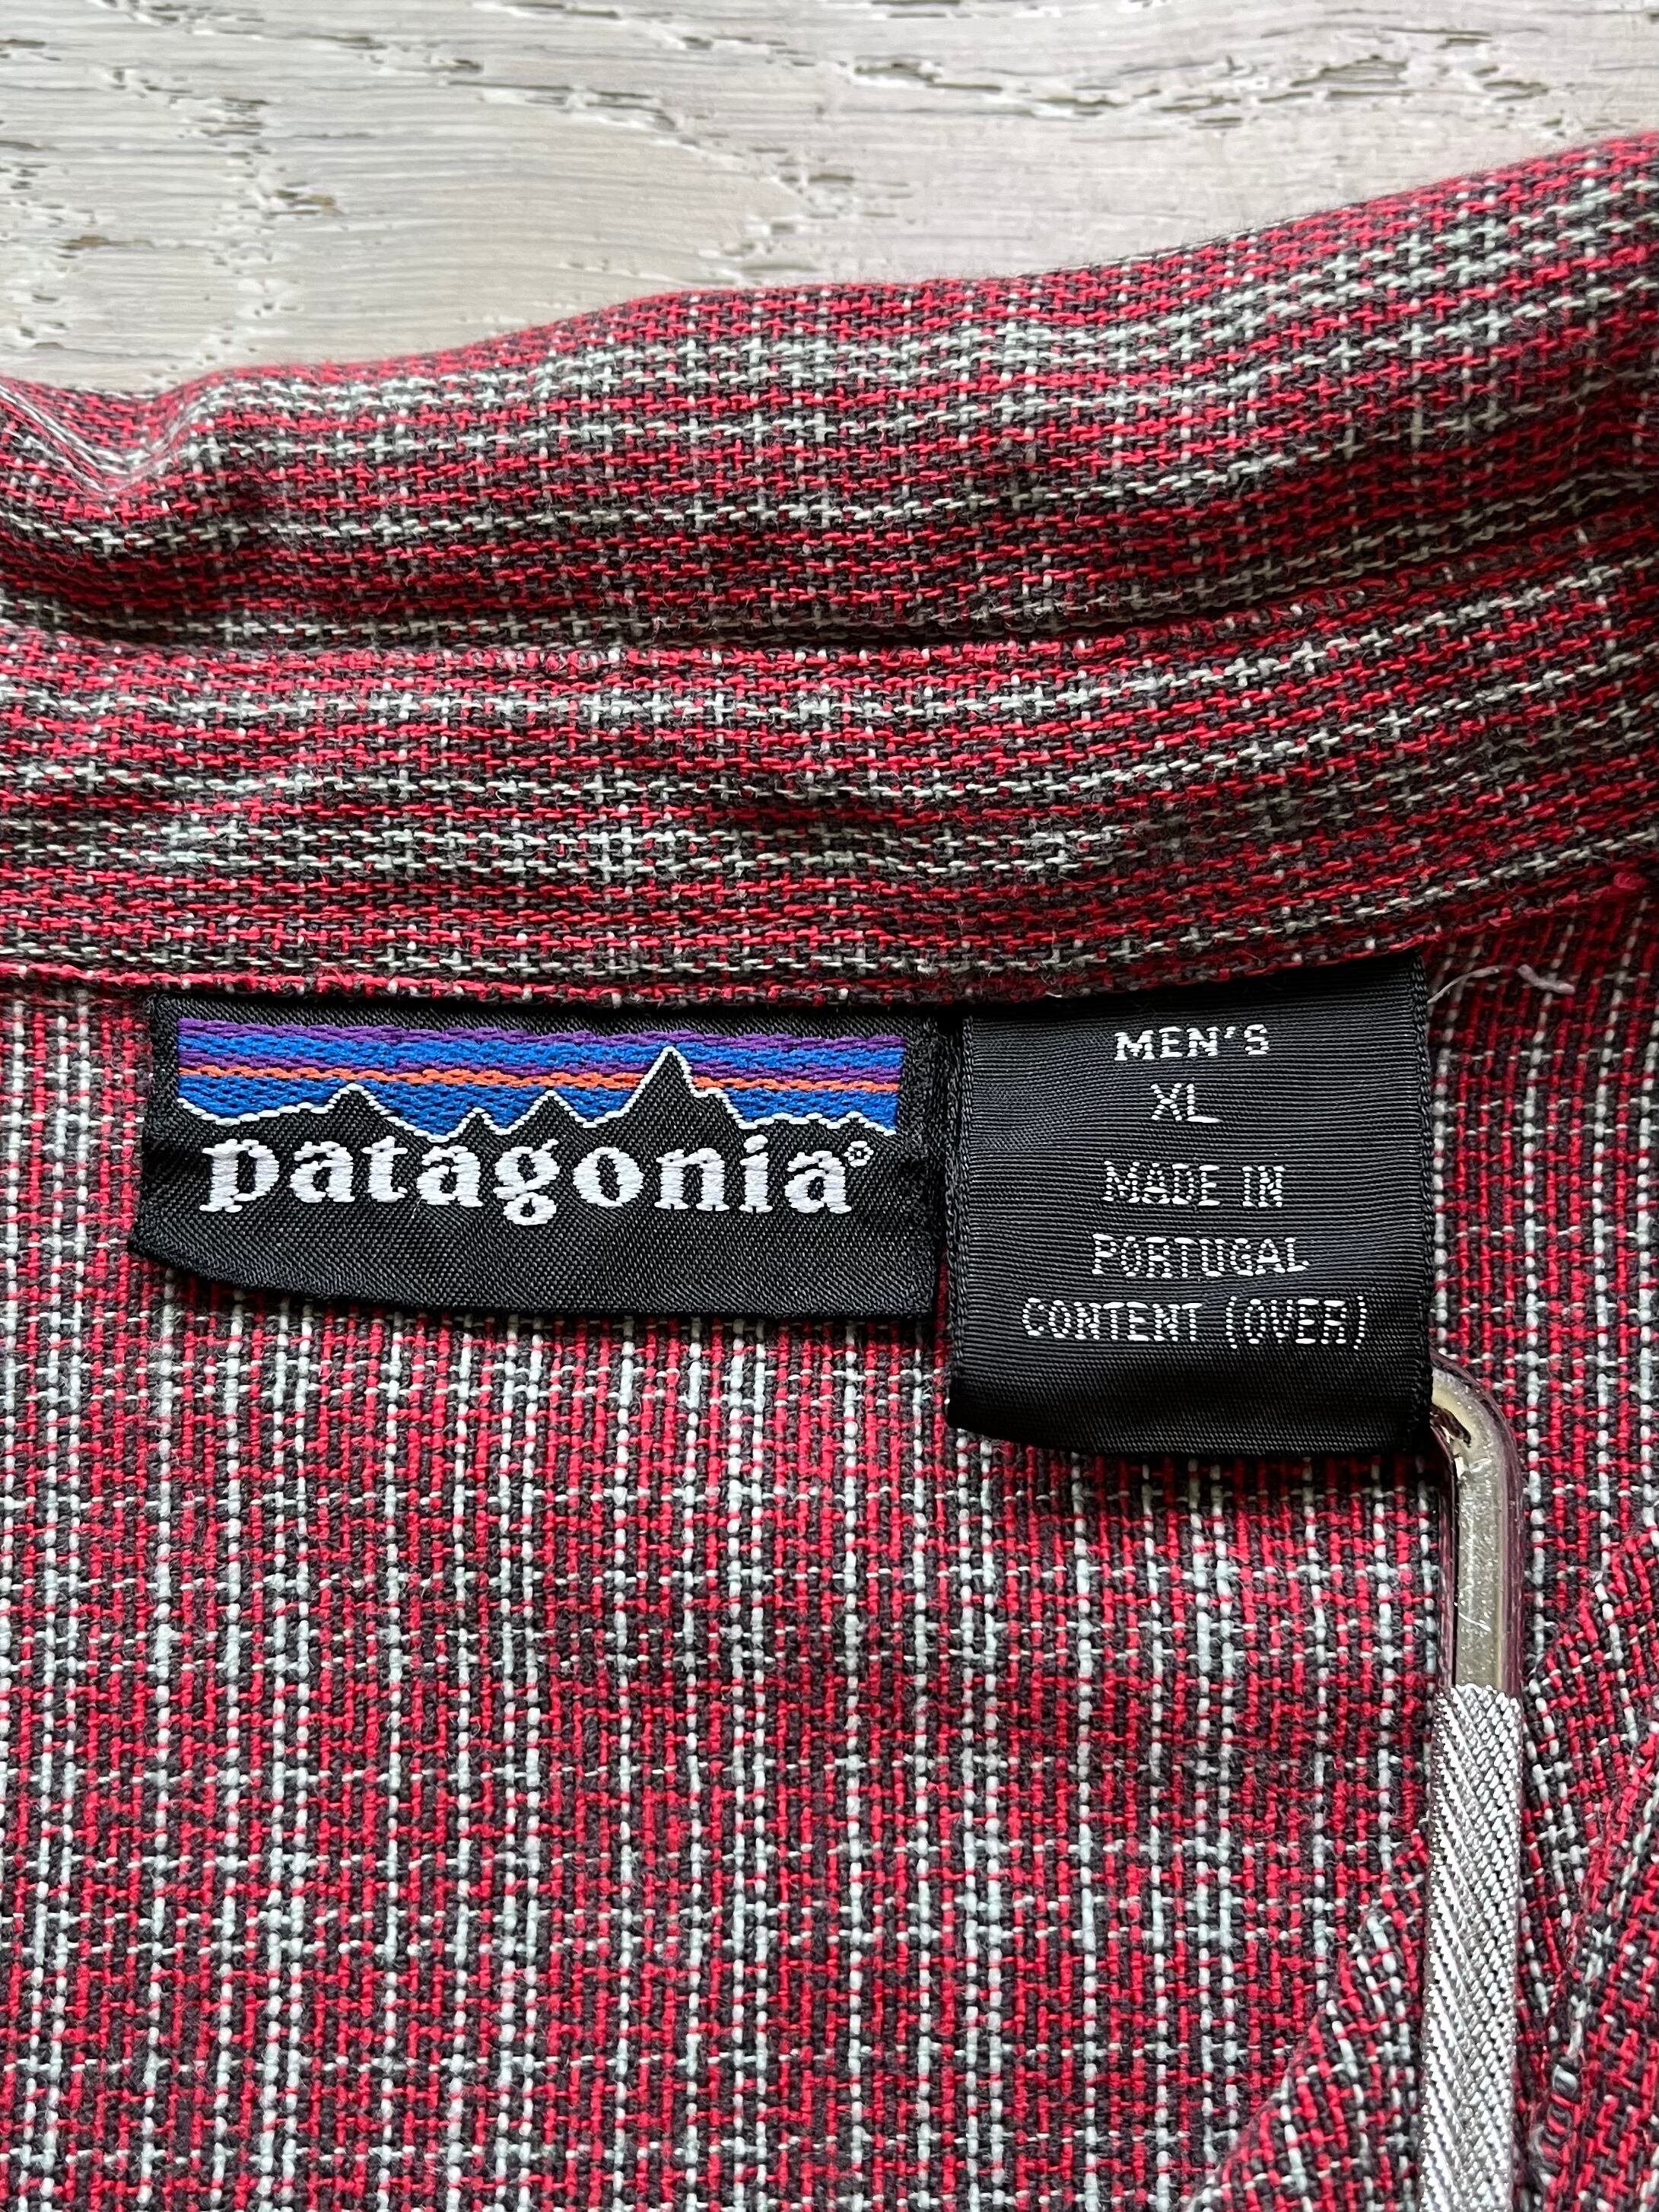 patagonia®
MEN'S
XL
MADE IN
PORTUGAL
CONTENT (OVER)